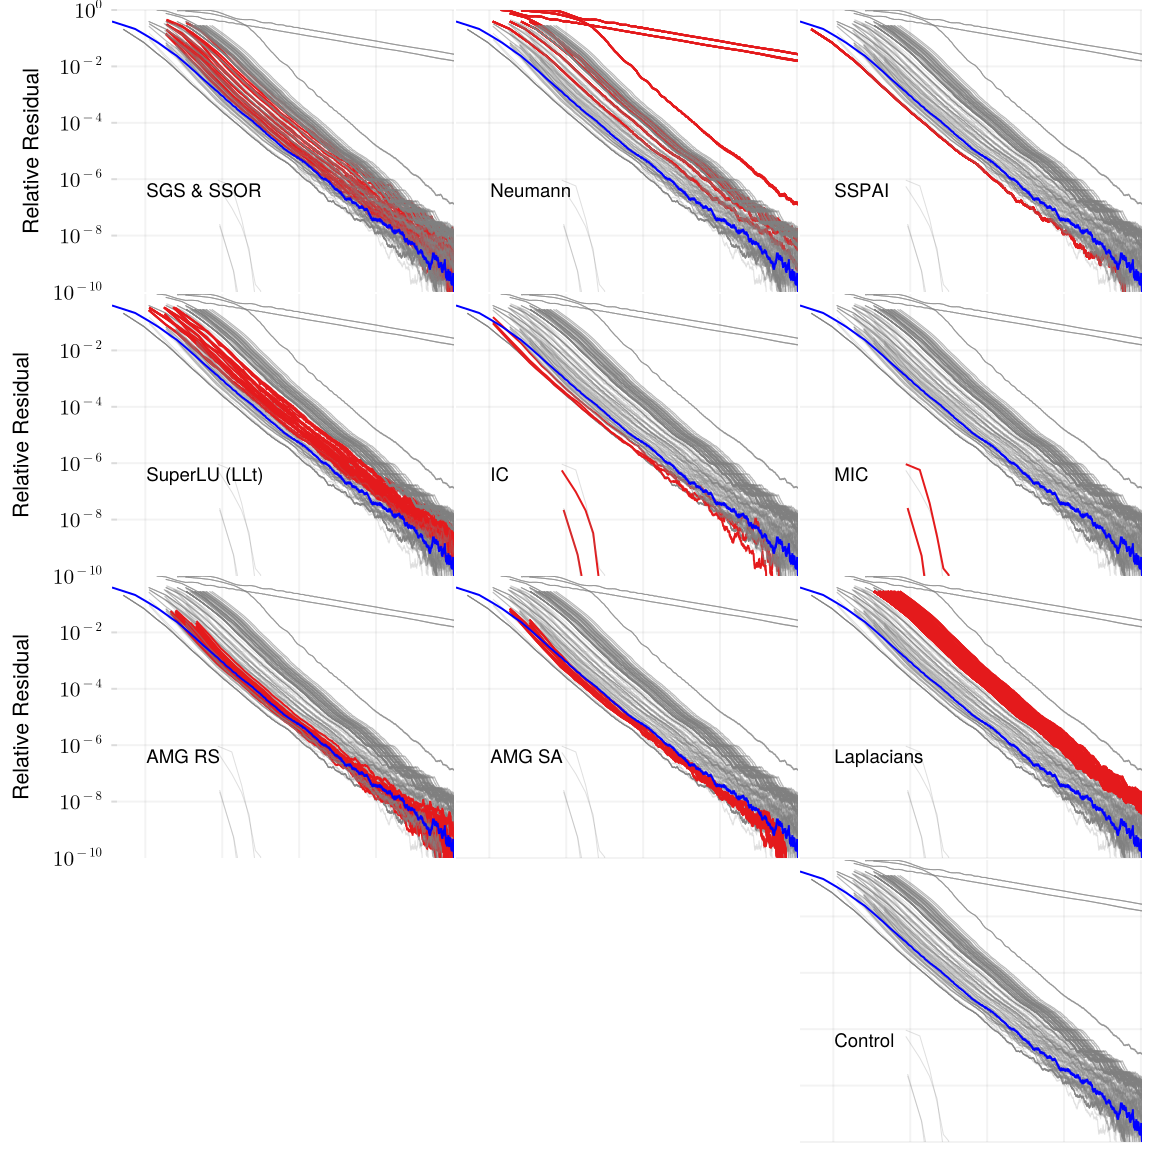 Relative Residual
10⁰
10⁻²
10⁻⁴
10⁻⁶
10⁻⁸
10⁻¹⁰
SGS & SSOR
Neumann
SSPAI
Relative Residual
10⁻²
10⁻⁴
10⁻⁶
10⁻⁸
10⁻¹⁰
SuperLU (LLt)
IC
MIC
Relative Residual
10⁻²
10⁻⁴
10⁻⁶
10⁻⁸
10⁻¹⁰
AMG RS
AMG SA
Laplacians
Control